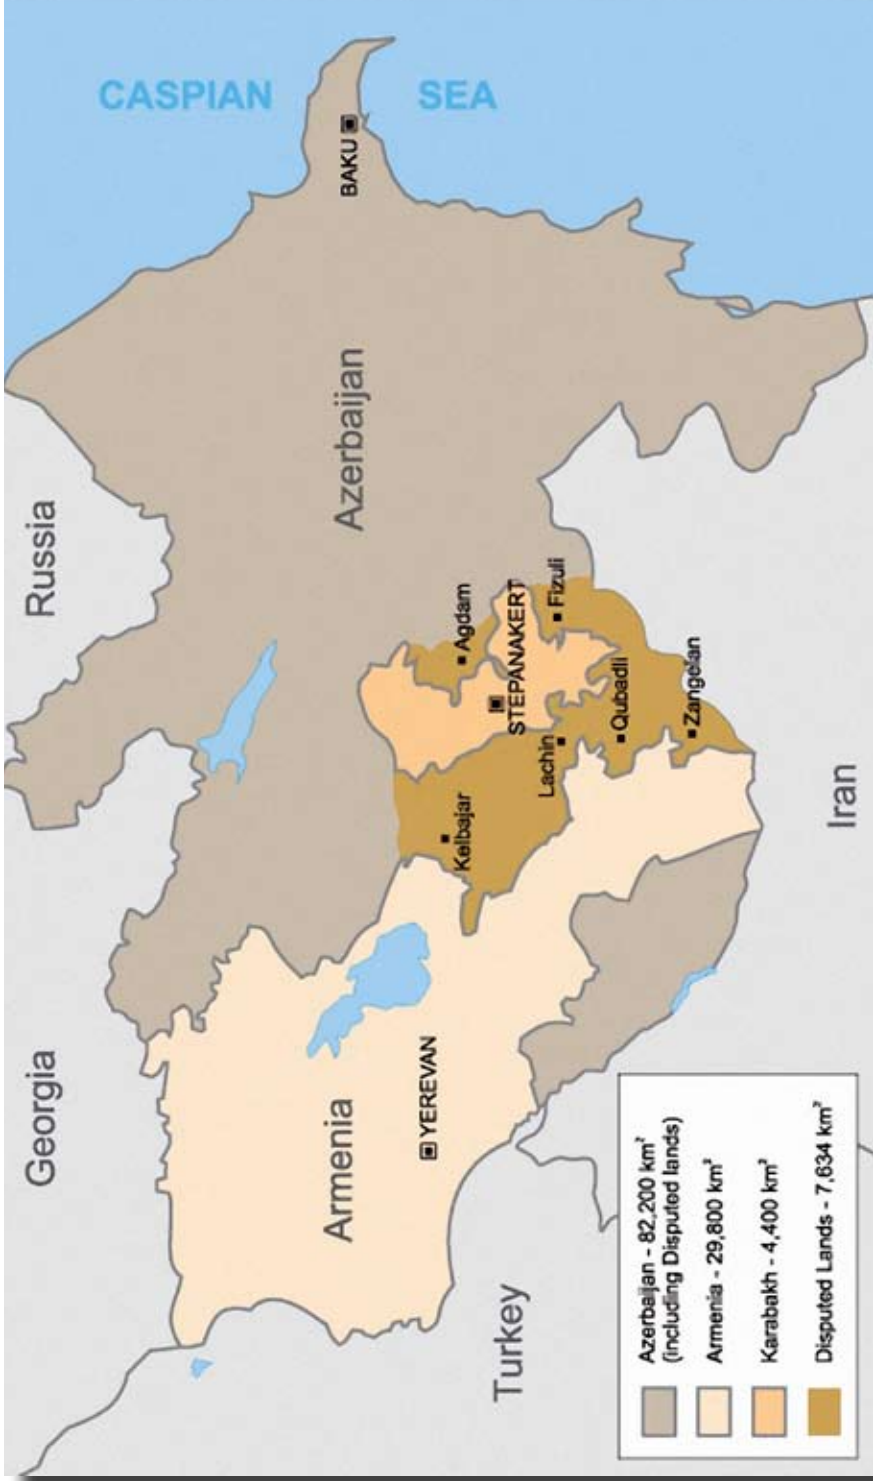 CASPIAN SEA
Russia
Georgia
BAKU
Azerbaijan
Agdam
STEPANAKERT
Fizuli
Kelbajar
Lachin
Qubadli
Zangelan
Armenia
YEREVAN
Turkey
Iran
Azerbaijan - 82,200 km²
(including Disputed lands)
Armenia - 29,800 km²
Karabakh - 4,400 km²
Disputed Lands - 7,634 km²